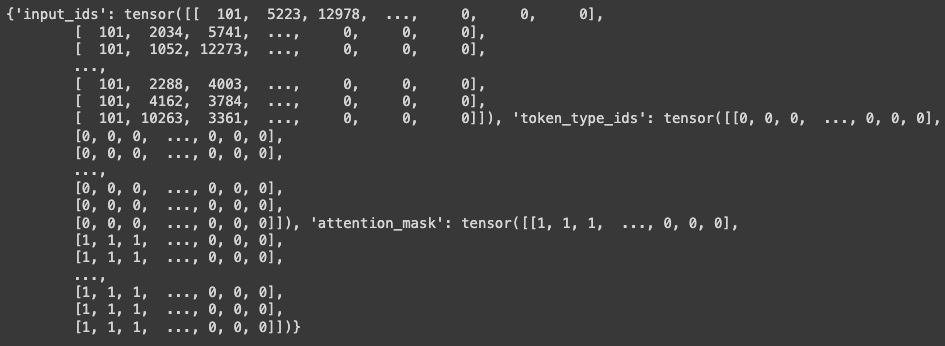 {'input_ids': tensor([[  101,  5223, 12978,  ...,     0,     0,     0],
        [  101,  2034,  5741,  ...,     0,     0,     0],
        [  101,  1052, 12273,  ...,     0,     0,     0],
        ...,
        [  101,  2288,  4003,  ...,     0,     0,     0],
        [  101,  4162,  3784,  ...,     0,     0,     0],
        [  101, 10263,  3361,  ...,     0,     0,     0]]), 'token_type_ids': tensor([[0, 0, 0,  ..., 0, 0, 0],
        [0, 0, 0,  ..., 0, 0, 0],
        [0, 0, 0,  ..., 0, 0, 0],
        ...,
        [0, 0, 0,  ..., 0, 0, 0],
        [0, 0, 0,  ..., 0, 0, 0],
        [0, 0, 0,  ..., 0, 0, 0]]), 'attention_mask': tensor([[1, 1, 1,  ..., 0, 0, 0],
        [1, 1, 1,  ..., 0, 0, 0],
        [1, 1, 1,  ..., 0, 0, 0],
        ...,
        [1, 1, 1,  ..., 0, 0, 0],
        [1, 1, 1,  ..., 0, 0, 0],
        [1, 1, 1,  ..., 0, 0, 0]])}